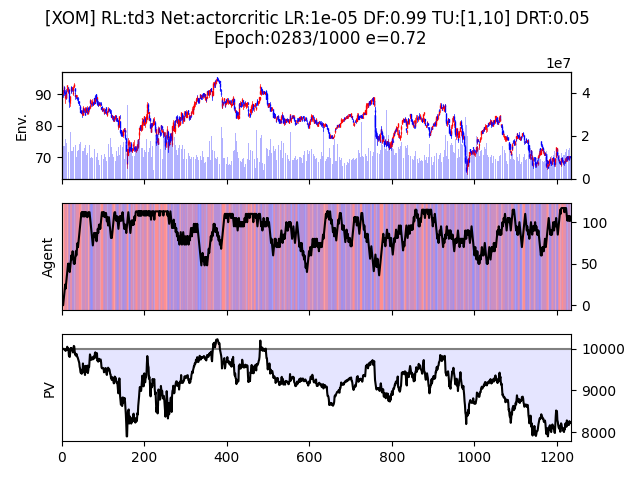 [XOM] RL:td3 Net:actorcritic LR:1e-05 DF:0.99 TU:[1,10] DRT:0.05
Epoch:0283/1000 e=0.72
1e7
Env.
90
80
70
4
2
0
Agent
100
50
0
PV
10000
9000
8000
0 200 400 600 800 1000 1200